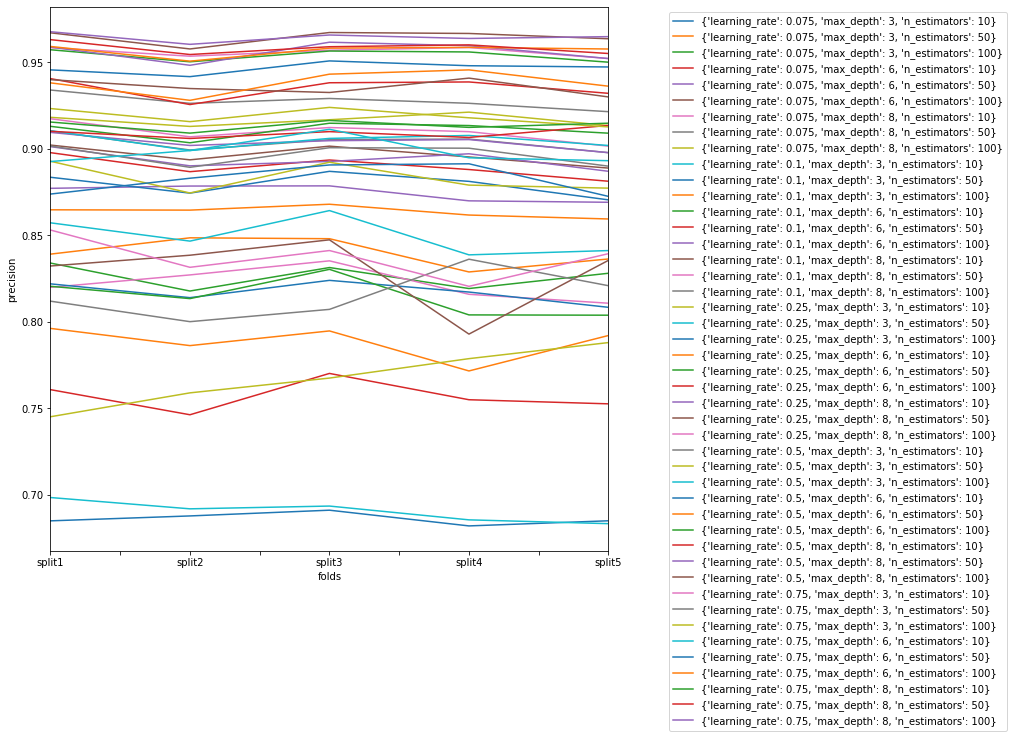 precision
0.95
0.90
0.85
0.80
0.75
0.70
split1
split2
split3
split4
split5
folds
{'learning_rate': 0.075, 'max_depth': 3, 'n_estimators': 10}
{'learning_rate': 0.075, 'max_depth': 3, 'n_estimators': 50}
{'learning_rate': 0.075, 'max_depth': 3, 'n_estimators': 100}
{'learning_rate': 0.075, 'max_depth': 6, 'n_estimators': 10}
{'learning_rate': 0.075, 'max_depth': 6, 'n_estimators': 50}
{'learning_rate': 0.075, 'max_depth': 6, 'n_estimators': 100}
{'learning_rate': 0.075, 'max_depth': 8, 'n_estimators': 10}
{'learning_rate': 0.075, 'max_depth': 8, 'n_estimators': 50}
{'learning_rate': 0.075, 'max_depth': 8, 'n_estimators': 100}
{'learning_rate': 0.1, 'max_depth': 3, 'n_estimators': 10}
{'learning_rate': 0.1, 'max_depth': 3, 'n_estimators': 50}
{'learning_rate': 0.1, 'max_depth': 3, 'n_estimators': 100}
{'learning_rate': 0.1, 'max_depth': 6, 'n_estimators': 10}
{'learning_rate': 0.1, 'max_depth': 6, 'n_estimators': 50}
{'learning_rate': 0.1, 'max_depth': 6, 'n_estimators': 100}
{'learning_rate': 0.1, 'max_depth': 8, 'n_estimators': 10}
{'learning_rate': 0.1, 'max_depth': 8, 'n_estimators': 50}
{'learning_rate': 0.1, 'max_depth': 8, 'n_estimators': 100}
{'learning_rate': 0.25, 'max_depth': 3, 'n_estimators': 10}
{'learning_rate': 0.25, 'max_depth': 3, 'n_estimators': 50}
{'learning_rate': 0.25, 'max_depth': 3, 'n_estimators': 100}
{'learning_rate': 0.25, 'max_depth': 6, 'n_estimators': 10}
{'learning_rate': 0.25, 'max_depth': 6, 'n_estimators': 50}
{'learning_rate': 0.25, 'max_depth': 6, 'n_estimators': 100}
{'learning_rate': 0.25, 'max_depth': 8, 'n_estimators': 10}
{'learning_rate': 0.25, 'max_depth': 8, 'n_estimators': 50}
{'learning_rate': 0.25, 'max_depth': 8, 'n_estimators': 100}
{'learning_rate': 0.5, 'max_depth': 3, 'n_estimators': 10}
{'learning_rate': 0.5, 'max_depth': 3, 'n_estimators': 50}
{'learning_rate': 0.5, 'max_depth': 3, 'n_estimators': 100}
{'learning_rate': 0.5, 'max_depth': 6, 'n_estimators': 10}
{'learning_rate': 0.5, 'max_depth': 6, 'n_estimators': 50}
{'learning_rate': 0.5, 'max_depth': 6, 'n_estimators': 100}
{'learning_rate': 0.5, 'max_depth': 8, 'n_estimators': 10}
{'learning_rate': 0.5, 'max_depth': 8, 'n_estimators': 50}
{'learning_rate': 0.5, 'max_depth': 8, 'n_estimators': 100}
{'learning_rate': 0.75, 'max_depth': 3, 'n_estimators': 10}
{'learning_rate': 0.75, 'max_depth': 3, 'n_estimators': 50}
{'learning_rate': 0.75, 'max_depth': 3, 'n_estimators': 100}
{'learning_rate': 0.75, 'max_depth': 6, 'n_estimators': 10}
{'learning_rate': 0.75, 'max_depth': 6, 'n_estimators': 50}
{'learning_rate': 0.75, 'max_depth': 6, 'n_estimators': 100}
{'learning_rate': 0.75, 'max_depth': 8, 'n_estimators': 10}
{'learning_rate': 0.75, 'max_depth': 8, 'n_estimators': 50}
{'learning_rate': 0.75, 'max_depth': 8, 'n_estimators': 100}